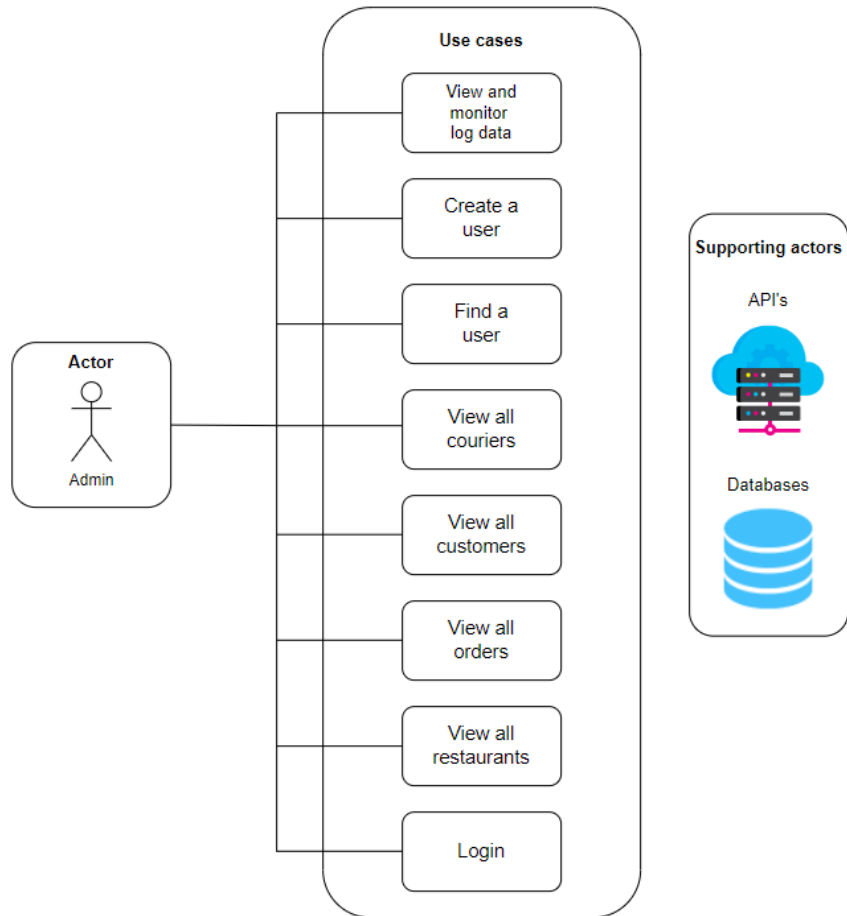 Use cases
View and
monitor
log data
Create a
user
Find a
user
View all
couriers
View all
customers
View all
orders
View all
restaurants
Login
Actor
Admin
Supporting actors
API's
Databases